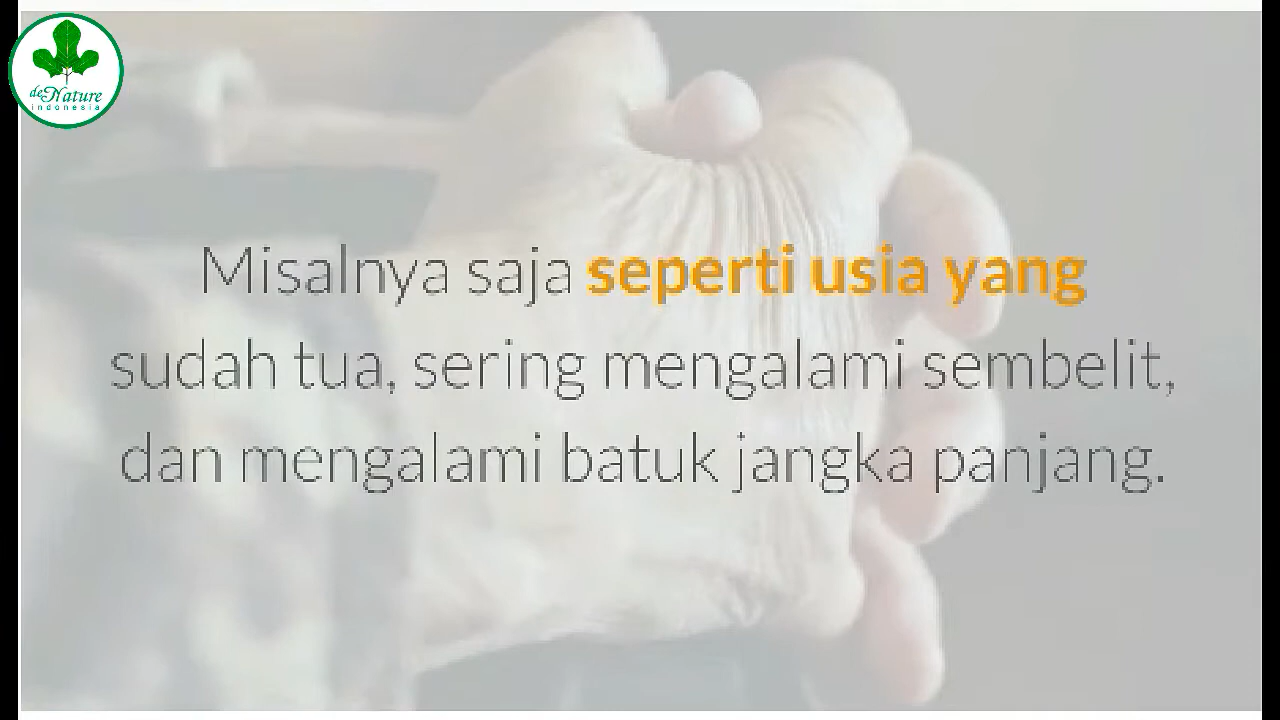 deNature
indonesia
Misalnya saja seperti usia yang
sudah tua, sering mengalami sembelit,
dan mengalami batuk jangka panjang.